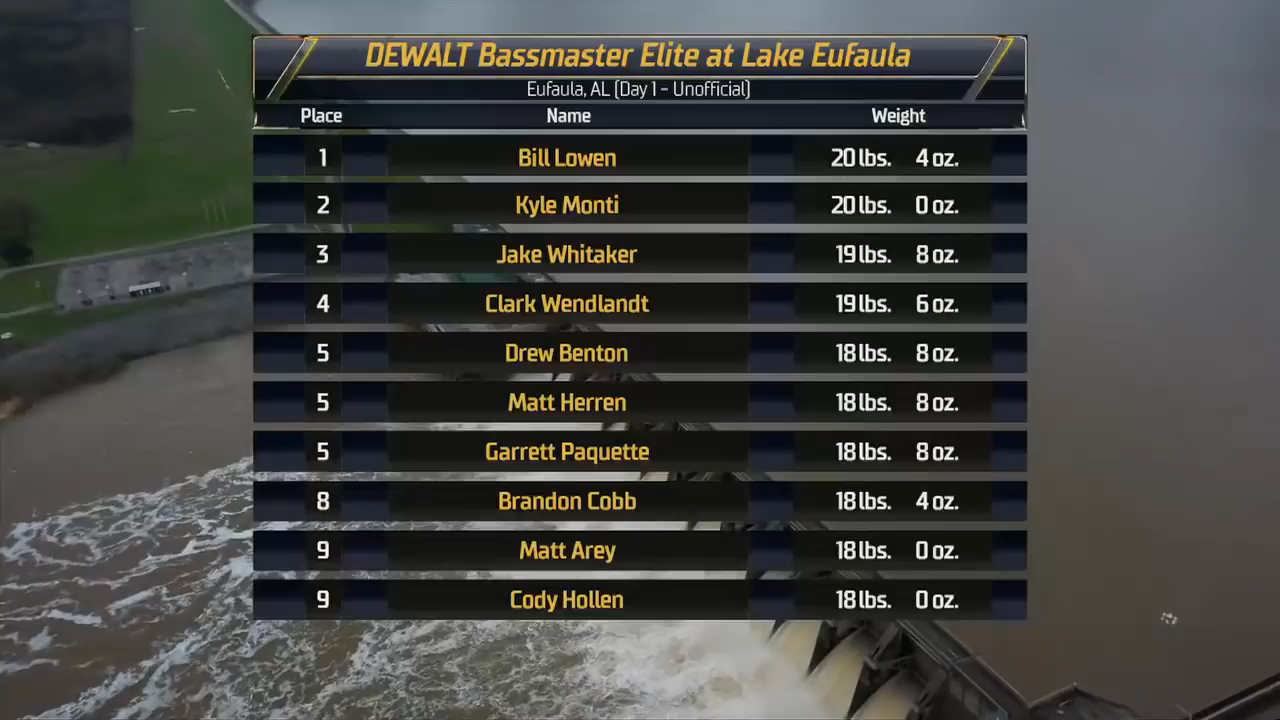 DEWALT Bassmaster Elite at Lake Eufaula
Eufaula, AL (Day 1 - Unofficial)
Place Name Weight
1 Bill Lowen 20 lbs. 4 oz.
2 Kyle Monti 20 lbs. 0 oz.
3 Jake Whitaker 19 lbs. 8 oz.
4 Clark Wendlandt 19 lbs. 6 oz.
5 Drew Benton 18 lbs. 8 oz.
5 Matt Herren 18 lbs. 8 oz.
5 Garrett Paquette 18 lbs. 8 oz.
8 Brandon Cobb 18 lbs. 4 oz.
9 Matt Arey 18 lbs. 0 oz.
9 Cody Hollen 18 lbs. 0 oz.